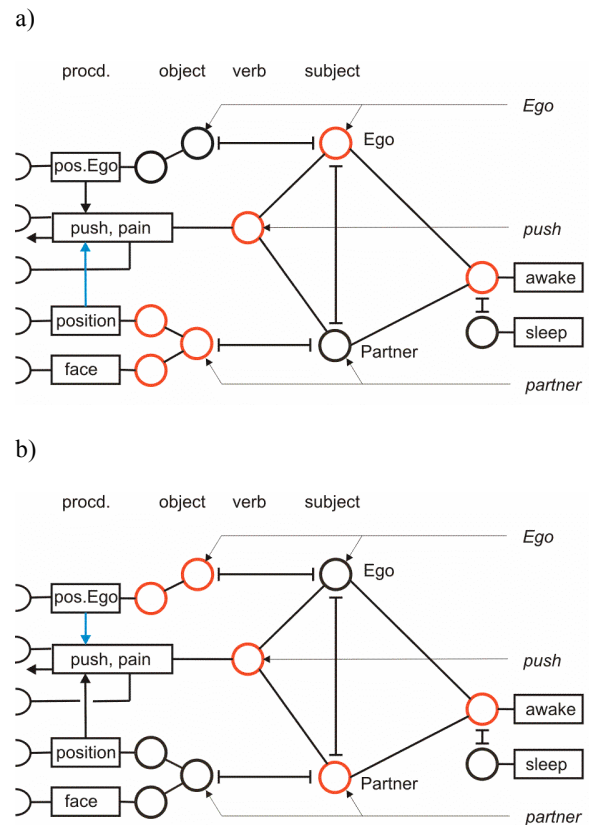 a)
procd. object verb subject
Ego
Ego
pos.Ego
push, pain
push
awake
position
sleep
Partner
face
partner
b)
procd. object verb subject
Ego
Ego
pos.Ego
push, pain
push
awake
position
sleep
Partner
face
partner